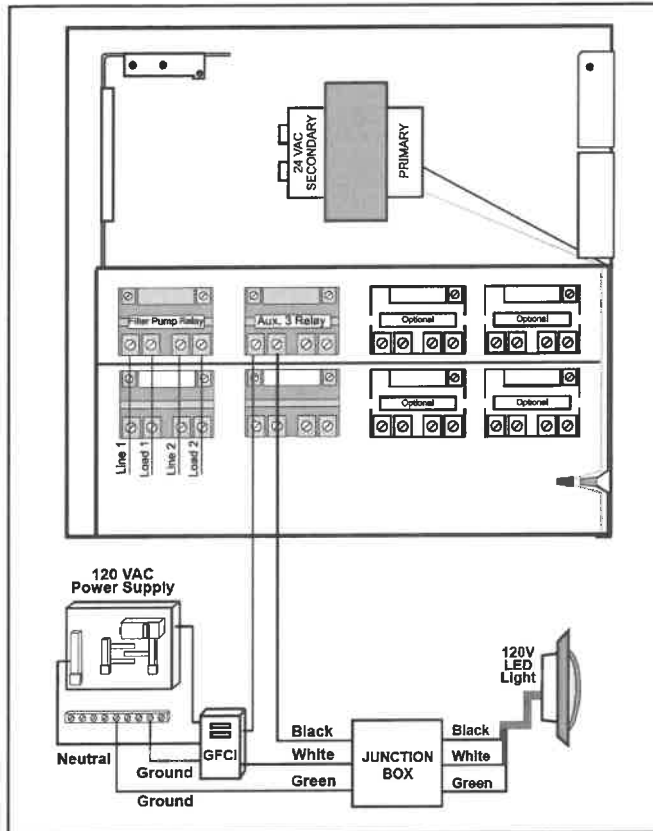 24 VAC
SECONDARY
PRIMARY
Filter Pump Relay
Aux. 3 Relay
Optional
Optional
Optional
Optional
Line 1
Load 1
Line 2
Load 2
120 VAC
Power Supply
120V
LED
Light
GFCI
Neutral
Ground
Ground
Black
White
Green
JUNCTION
BOX
Black
White
Green